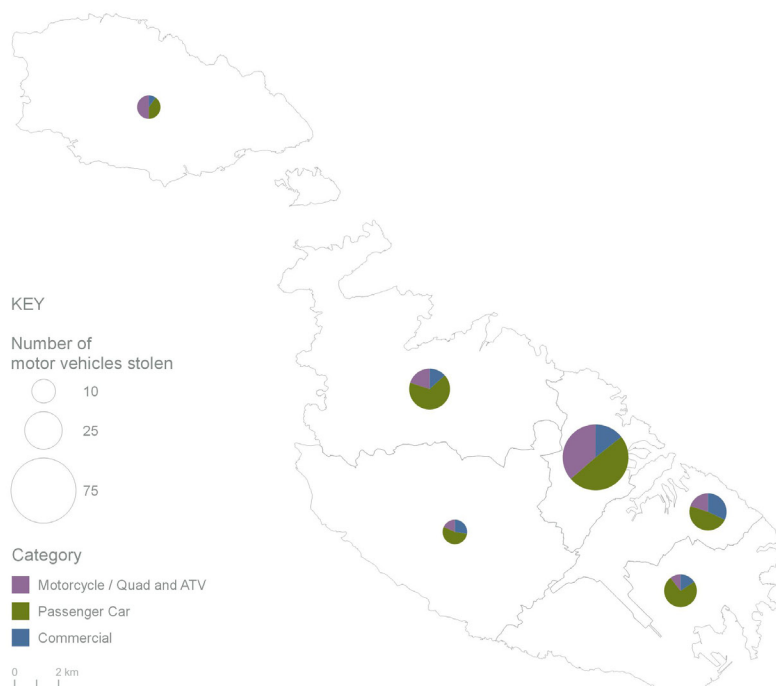 KEY
Number of
motor vehicles stolen
10
25
75
Category
Motorcycle / Quad and ATV
Passenger Car
Commercial
0 2 km